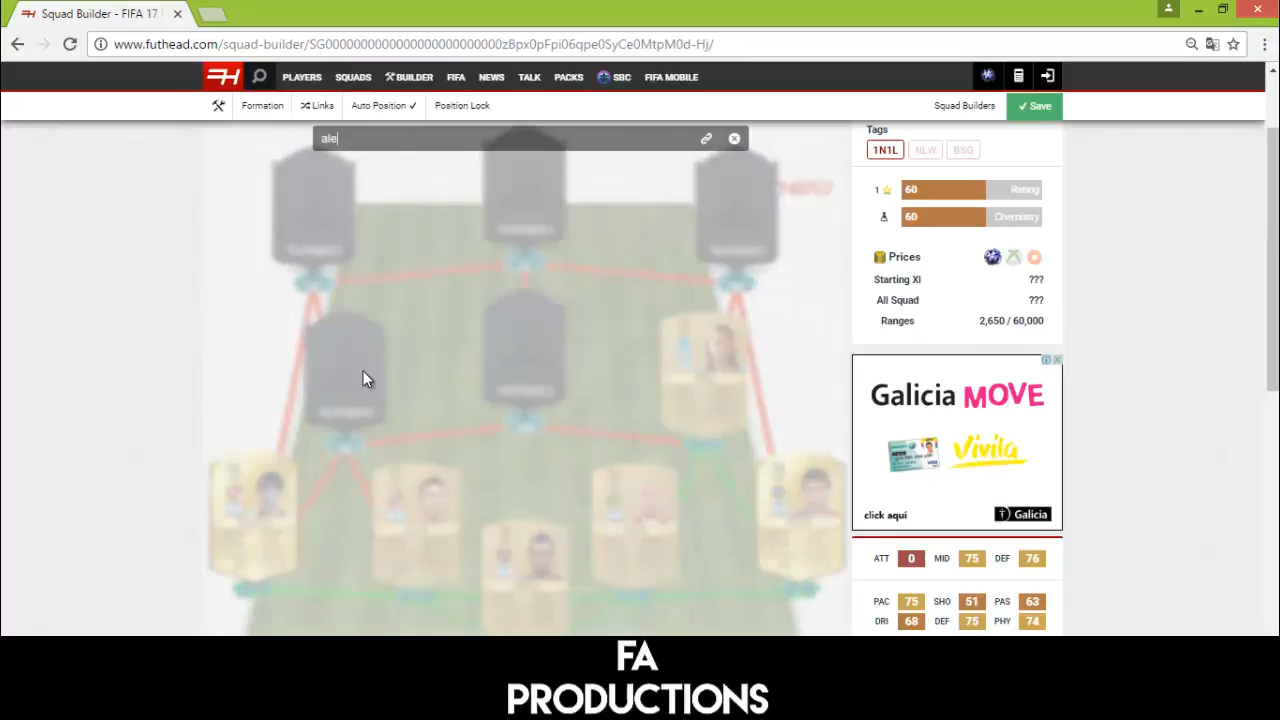 Squad Builder - FIFA 17
www.futhead.com/squad-builder/SG0000000000000000000000zBpx0pFpi06qpe0SyCe0MtpM0d-Hj/
PLAYERS SQUADS BUILDER FIFA NEWS TALK PACKS SBC FIFA MOBILE
Formation Links Auto Position ✓ Position Lock Squad Builders ✓ Save
ale
Tags
1N1L NLW BSG
1 60 Rating
60 Chemistry
Prices
Starting XI ???
All Squad ???
Ranges 2,650 / 60,000
Galicia MOVE
Vivila
click aquí Galicia
ATT 0 MID 75 DEF 76
PAC 75 SHO 51 PAS 63
DRI 68 DEF 75 PHY 74
FA
PRODUCTIONS